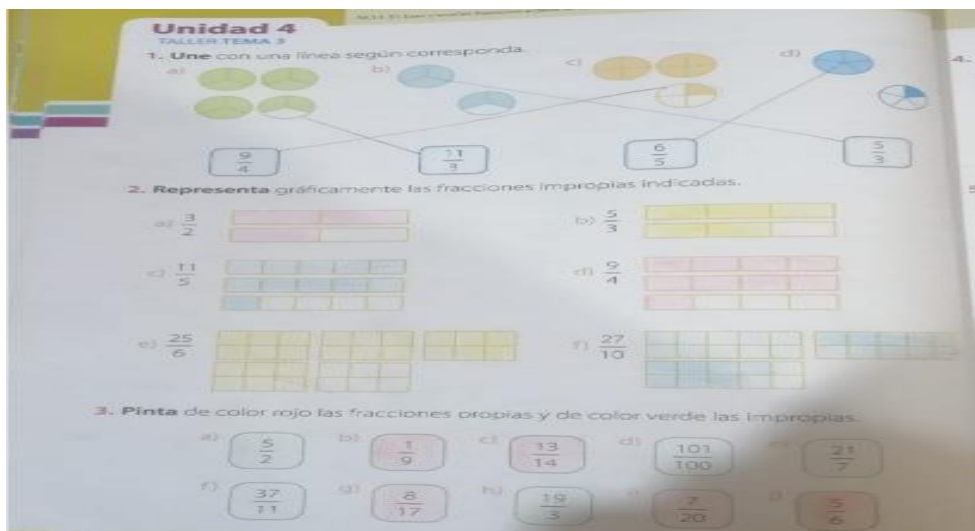 Unidad 4
TALLER TEMA 3
1. Une con una línea según corresponda.
a) b) c) d)
4.
9/4 11/3 6/5 5/3
2. Representa gráficamente las fracciones impropias indicadas.
a) 3/2 b) 5/3
c) 11/5 d) 9/4
e) 25/6 f) 27/10
3. Pinta de color rojo las fracciones propias y de color verde las impropias.
a) 5/2 b) 1/9 c) 13/14 d) 101/100 e) 21/7
f) 37/11 g) 8/17 h) 19/3 i) 7/20 j) 5/6